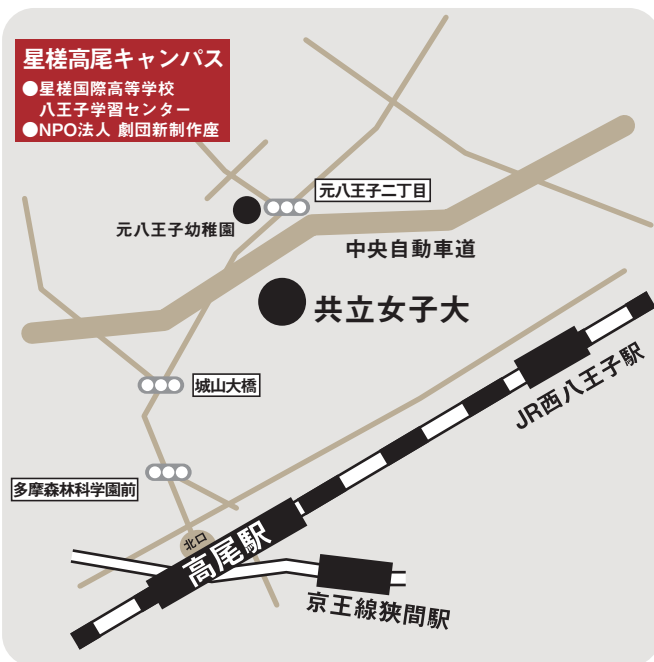 星槎高尾キャンパス
●星槎国際高等学校
八王子学習センター
●NPO法人 劇団新制作座
元八王子二丁目
元八王子幼稚園
中央自動車道
共立女子大
城山大橋
JR西八王子駅
多摩森林科学園前
北口
高尾駅
京王線狭間駅